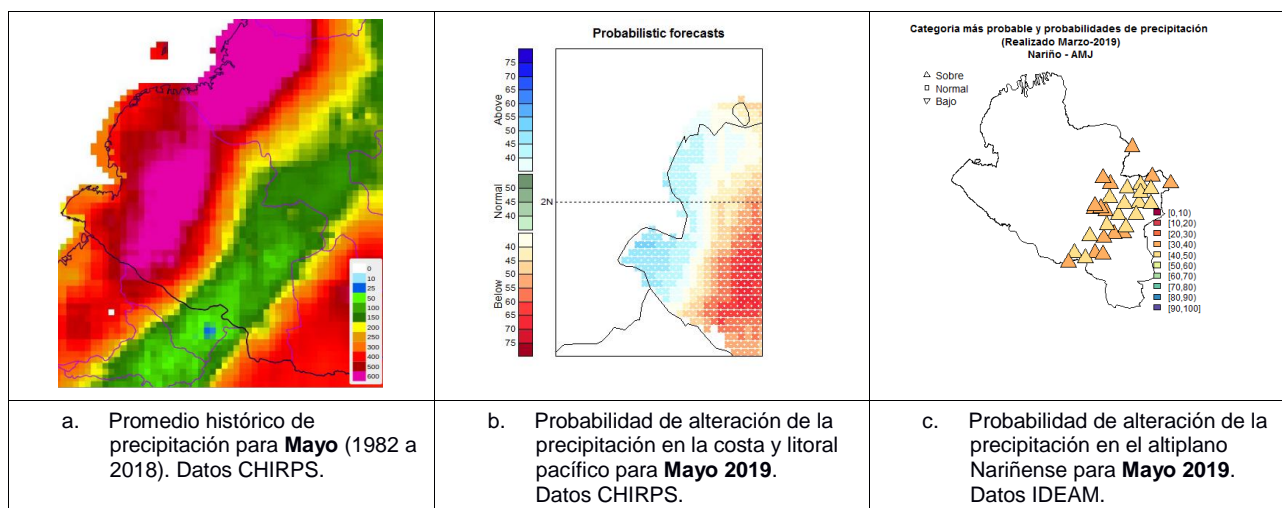 0
10
25
50
100
150
200
250
300
400
500
600
Probabilistic forecasts
Above
75
70
65
60
55
50
45
40
Normal
50
45
40
Below
40
45
50
55
60
65
70
75
2N
Categoria más probable y probabilidades de precipitación
(Realizado Marzo-2019)
Nariño - AMJ
Sobre
Normal
Bajo
[0,10)
[10,20)
[20,30)
[30,40)
[40,50)
[50,60)
[60,70)
[70,80)
[80,90)
[90,100]
a. Promedio histórico de
precipitación para Mayo (1982 a
2018). Datos CHIRPS.
b. Probabilidad de alteración de la
precipitación en la costa y litoral
pacífico para Mayo 2019.
Datos CHIRPS.
c. Probabilidad de alteración de la
precipitación en el altiplano
Nariñense para Mayo 2019.
Datos IDEAM.